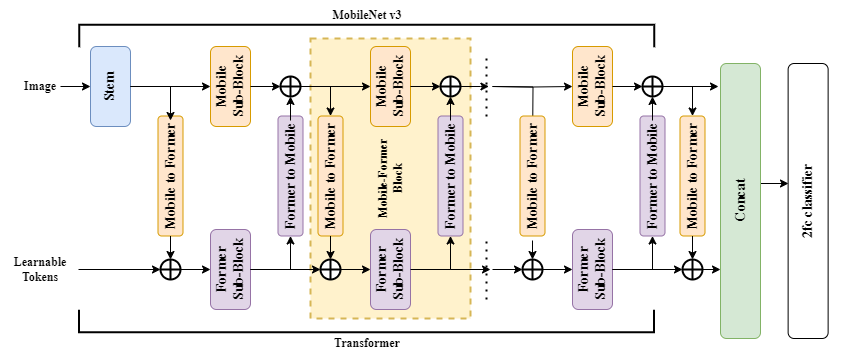 MobileNet v3
Image
Stem
Mobile
Sub-Block
Mobile
Sub-Block
Mobile
Sub-Block
Mobile to Former
Former to Mobile
Mobile to Former
Mobile-Former
Block
Former to Mobile
Mobile to Former
Former to Mobile
Mobile to Former
Concat
2fc classifier
Learnable
Tokens
Former
Sub-Block
Former
Sub-Block
Former
Sub-Block
Transformer